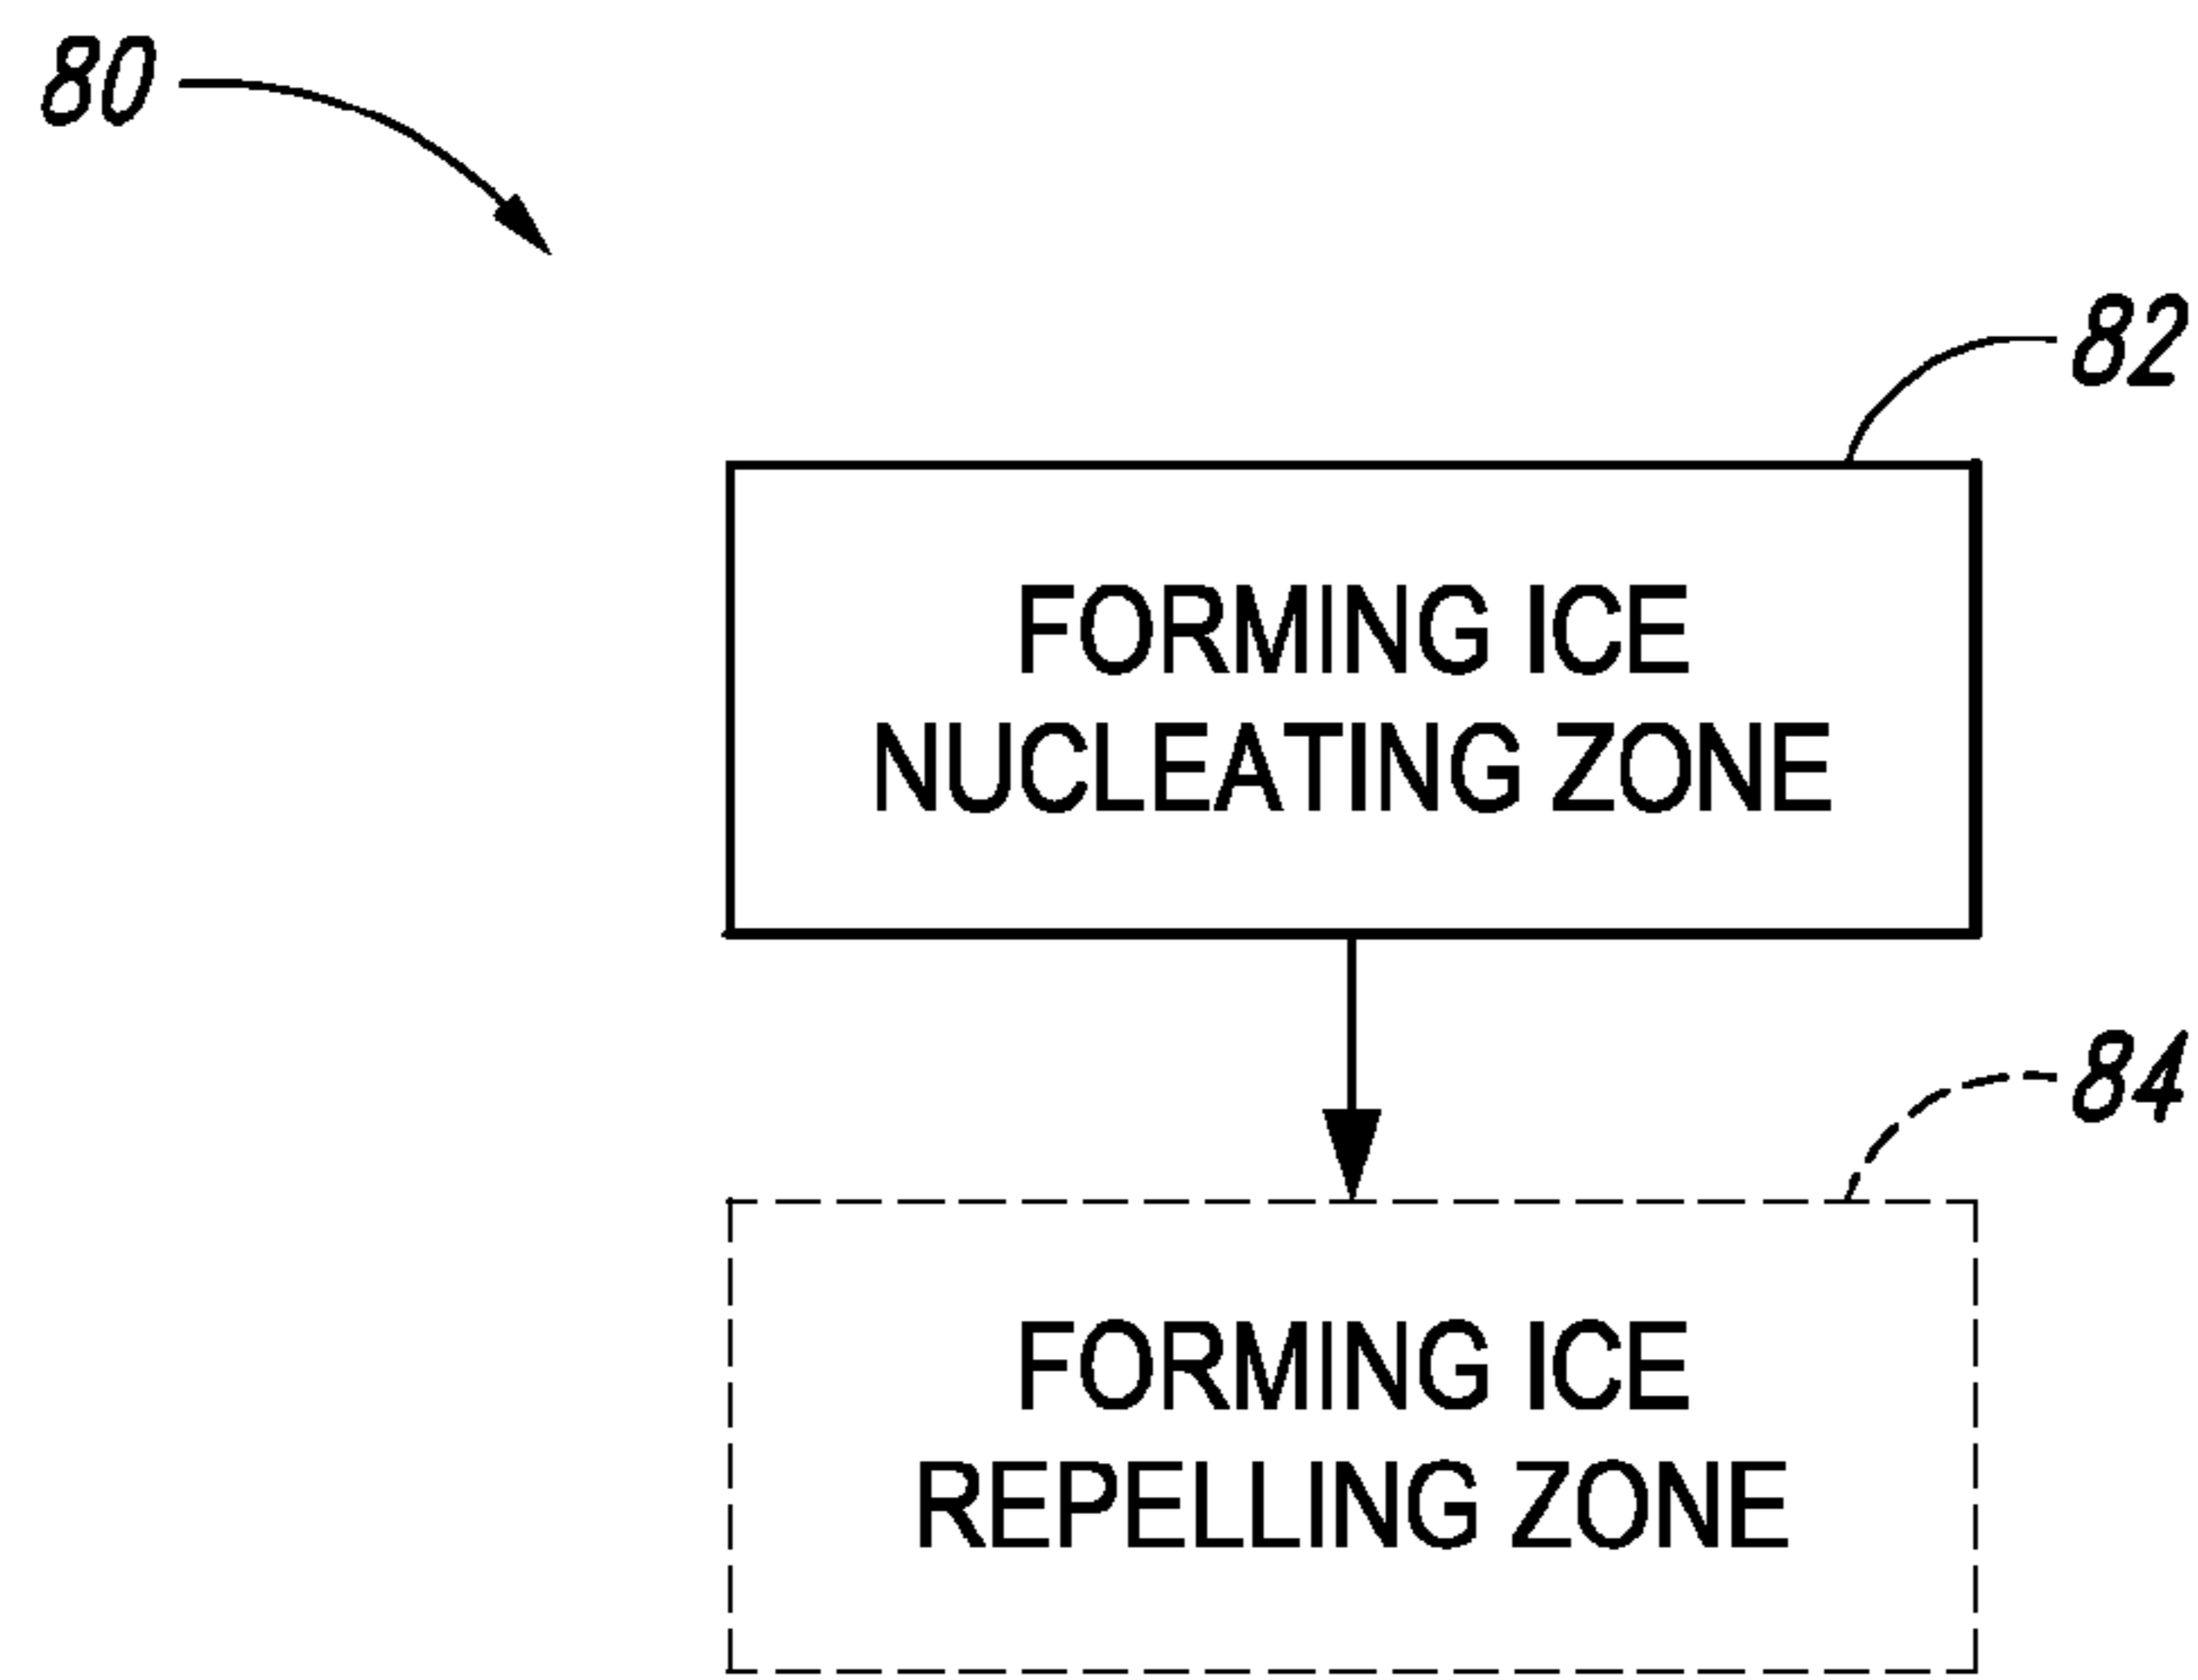 80
82
FORMING ICE
NUCLEATING ZONE
84
FORMING ICE
REPELLING ZONE